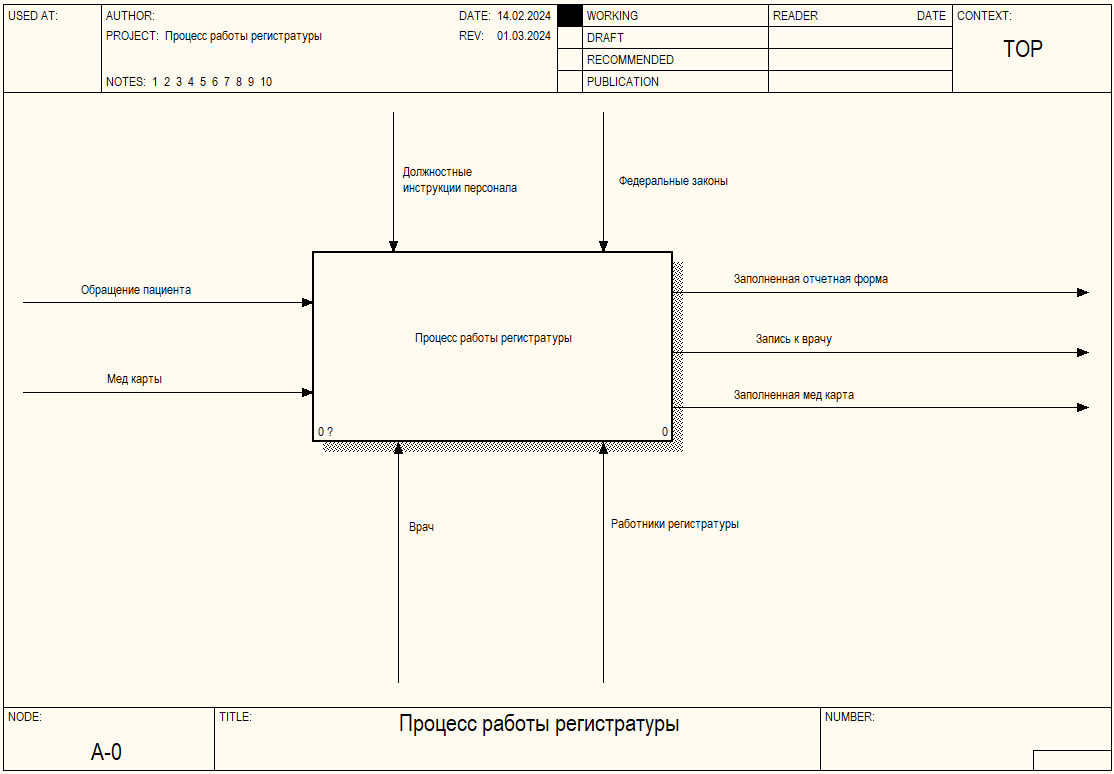 USED AT:
AUTHOR:
DATE: 14.02.2024
PROJECT: Процесс работы регистратуры
REV: 01.03.2024
NOTES: 1 2 3 4 5 6 7 8 9 10
WORKING
DRAFT
RECOMMENDED
PUBLICATION
READER
DATE
CONTEXT:
TOP
Должностные
инструкции персонала
Федеральные законы
Обращение пациента
Мед карты
Процесс работы регистратуры
0 ?
0
Заполненная отчетная форма
Запись к врачу
Заполненная мед карта
Врач
Работники регистратуры
NODE:
A-0
TITLE:
Процесс работы регистратуры
NUMBER: